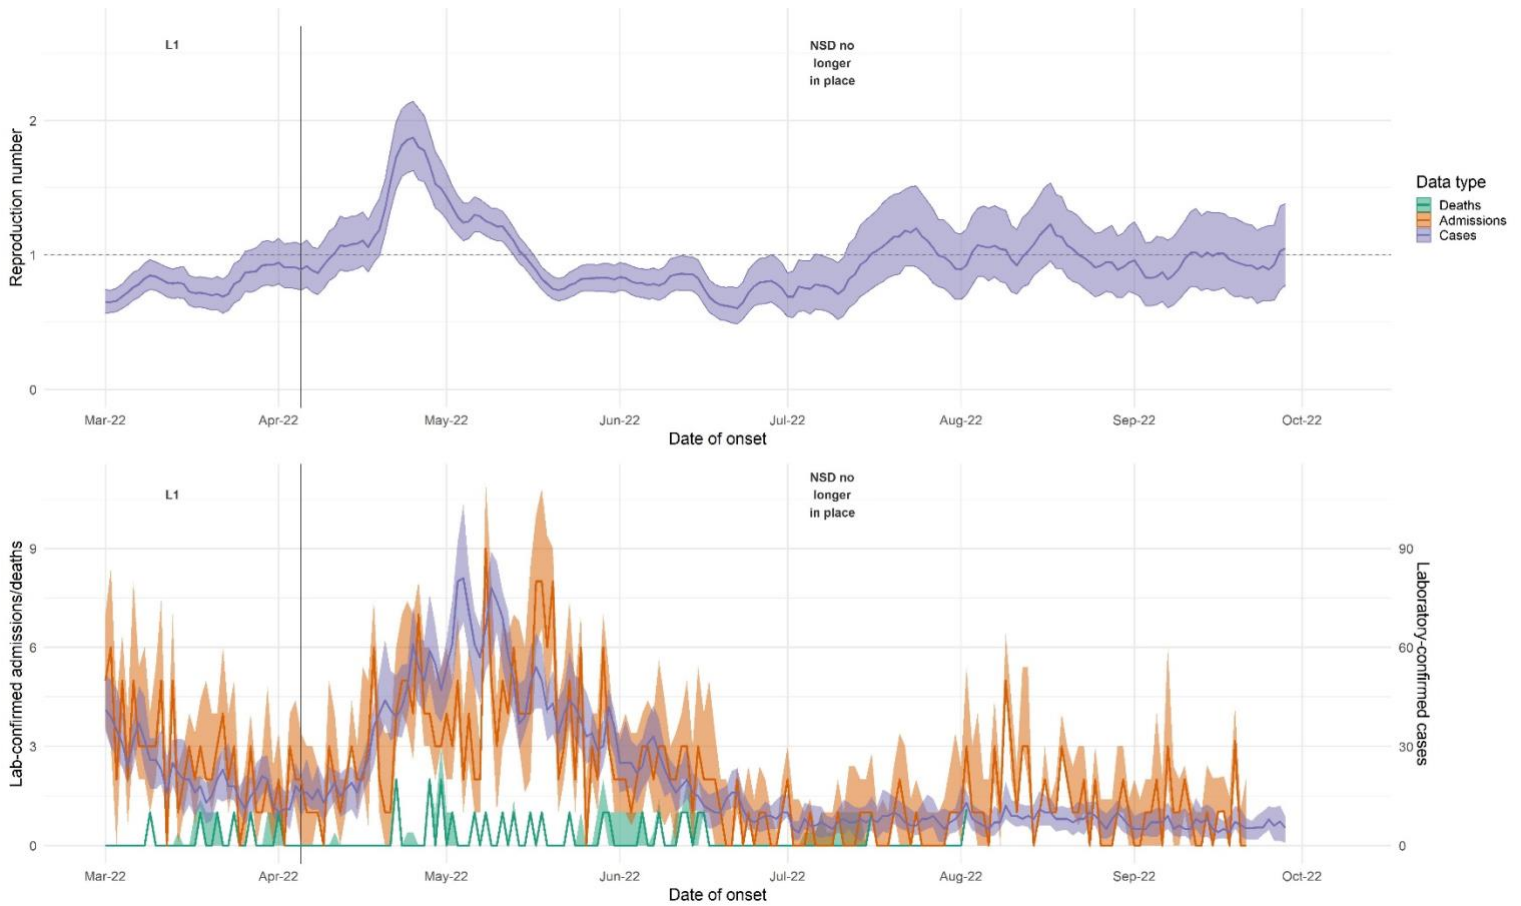 L1
NSD no
longer
in place
Reproduction number
2
1
0
Mar-22 Apr-22 May-22 Jun-22 Jul-22 Aug-22 Sep-22 Oct-22
Date of onset
Data type
Deaths
Admissions
Cases
L1
NSD no
longer
in place
Lab-confirmed admissions/deaths
9
6
3
0
90
60
30
0
Laboratory-confirmed cases
Mar-22 Apr-22 May-22 Jun-22 Jul-22 Aug-22 Sep-22 Oct-22
Date of onset